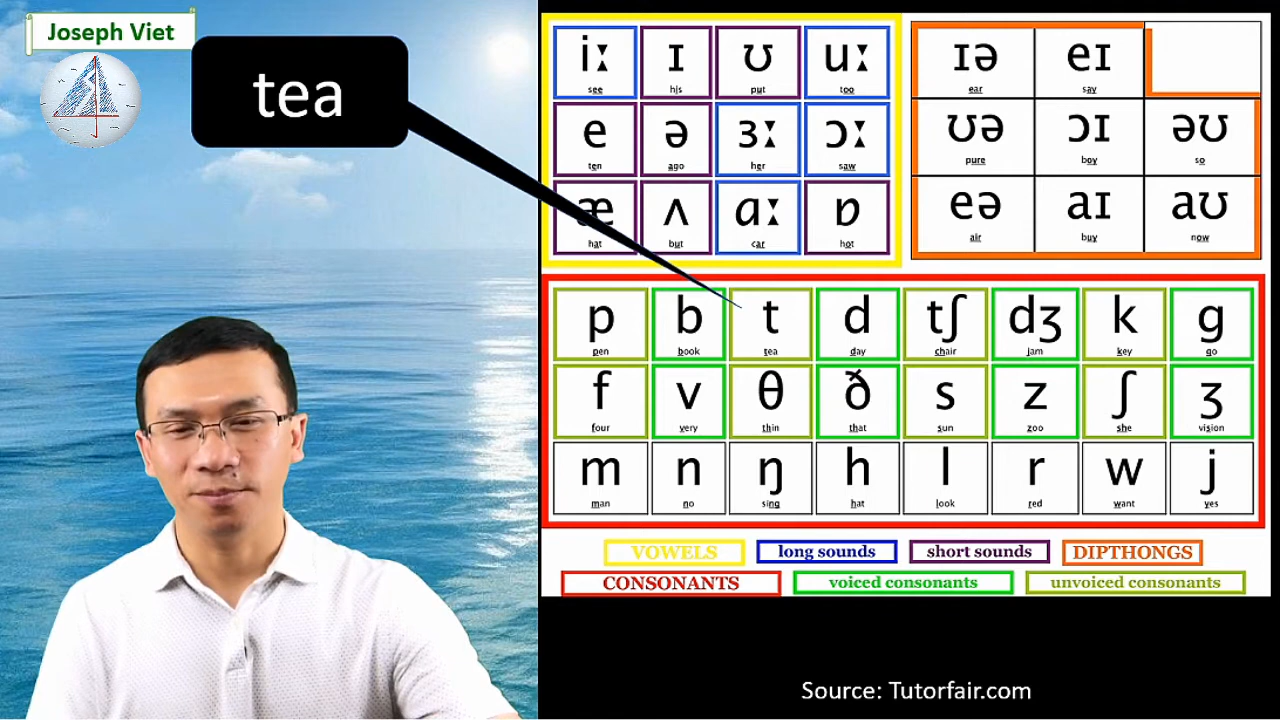 Joseph Viet
tea
iː ɪ ʊ uː
see his put too
e ə ɜː ɔː
ten ago her saw
æ ʌ ɑː ɒ
hat but car hot
ɪə eɪ
ear say
ʊə ɔɪ əʊ
pure boy so
eə aɪ aʊ
air buy now
p b t d tʃ dʒ k g
pen book tea day chair jam key go
f v θ ð s z ʃ ʒ
four very thin that sun zoo she vision
m n ŋ h l r w j
man no sing hat look red want yes
VOWELS long sounds short sounds DIPTHONGS
CONSONANTS voiced consonants unvoiced consonants
Source: Tutorfair.com